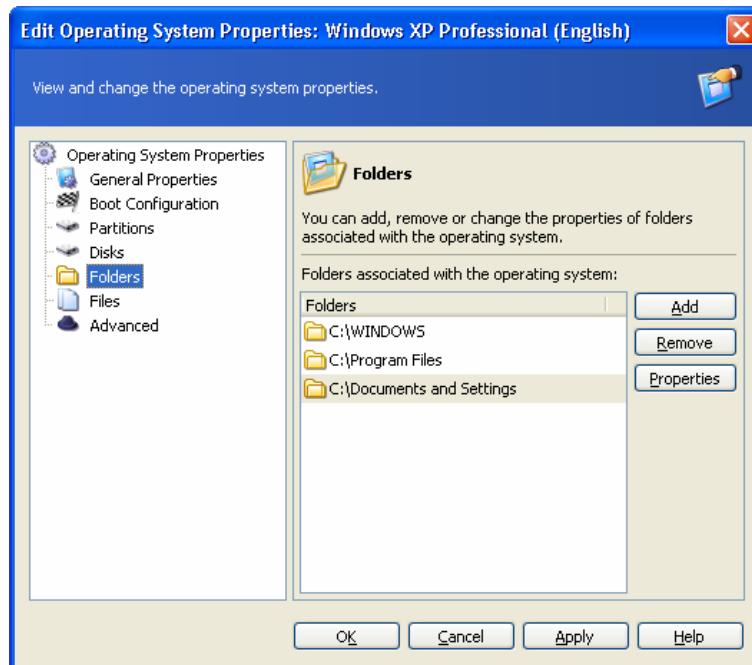 Edit Operating System Properties: Windows XP Professional (English)
View and change the operating system properties.
Operating System Properties
General Properties
Boot Configuration
Partitions
Disks
Folders
Files
Advanced
Folders
You can add, remove or change the properties of folders
associated with the operating system.
Folders associated with the operating system:
Folders
C:\WINDOWS
C:\Program Files
C:\Documents and Settings
Add
Remove
Properties
OK
Cancel
Apply
Help